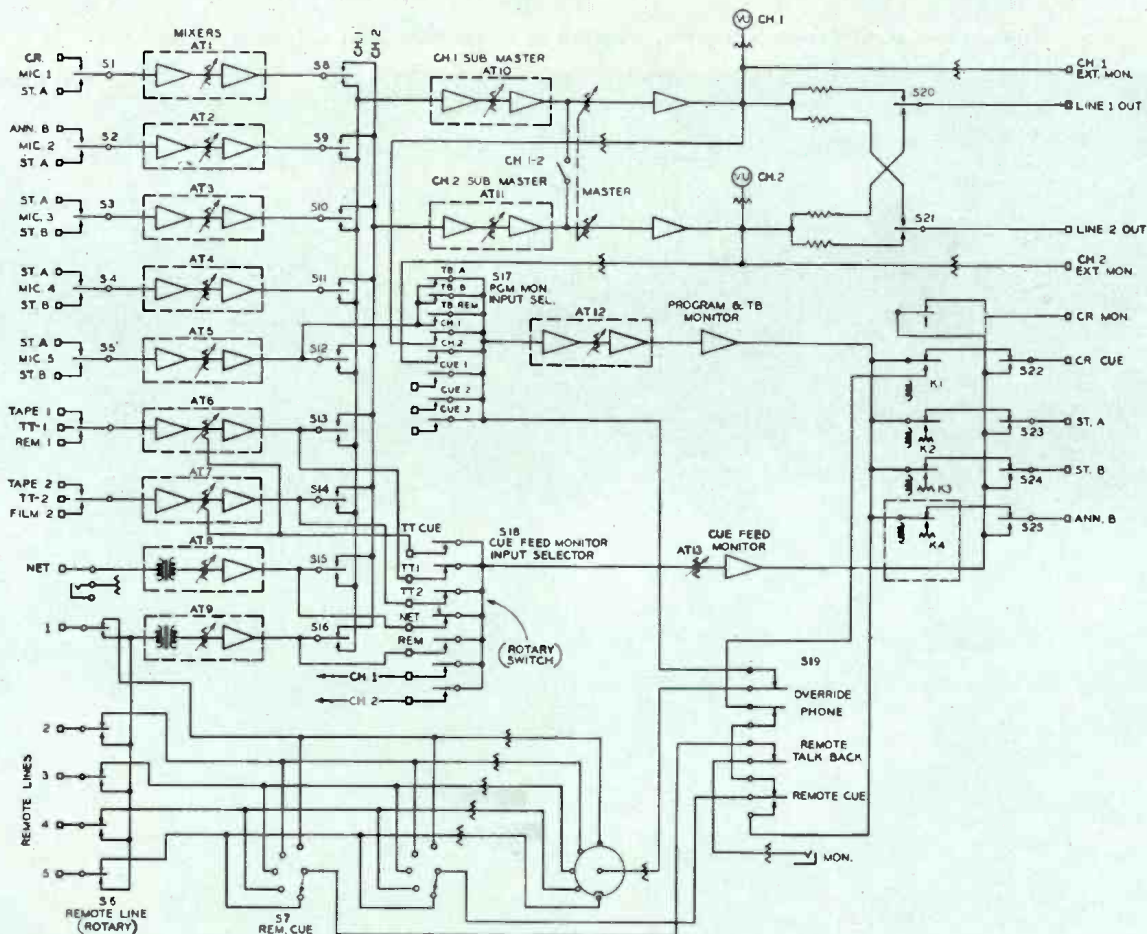 MIXERS
AT1
CR.
MIC 1
ST. A
S1
S8
CH. 1
CH. 2
AT2
ANN. B
MIC. 2
ST A
S2
S9
AT3
ST. A
MIC. 3
ST. B
S3
S10
AT4
ST A
MIC. 4
ST. B
S4
S11
AT5
ST. A
MIC. 5
ST. B
S5
S12
AT6
TAPE 1
TT-1
REM. 1
S13
AT7
TAPE 2
TT-2
FILM 2
S14
AT8
NET
S15
AT9
1
S16
2
3
4
5
REMOTE LINES
S6
REMOTE LINE
(ROTARY)
S7
REM. CUE
CH.1 SUB MASTER
AT10
CH 1-2
MASTER
CH.2 SUB MASTER
AT11
VU
CH. 1
VU
CH.2
S20
S21
CH. 1
EXT. MON.
LINE 1 OUT
LINE 2 OUT
CH. 2
EXT MON.
TB A
TB B
TB REM
CH. 1
CH. 2
CUE 1
CUE 2
CUE 3
S17
PGM MON.
INPUT SEL.
AT12
PROGRAM & TB
MONITOR
CR MON.
CR CUE
S22
K1
ST. A
S23
K2
ST. B
S24
K3
ANN. B
S25
K4
TT CUE
TT1
TT2
NET
REM
CH 1
CH 2
S18
CUE FEED MONITOR
INPUT SELECTOR
(ROTARY
SWITCH)
AT13
CUE FEED
MONITOR
S19
OVERRIDE
PHONE
REMOTE
TALK BACK
REMOTE CUE
MON.